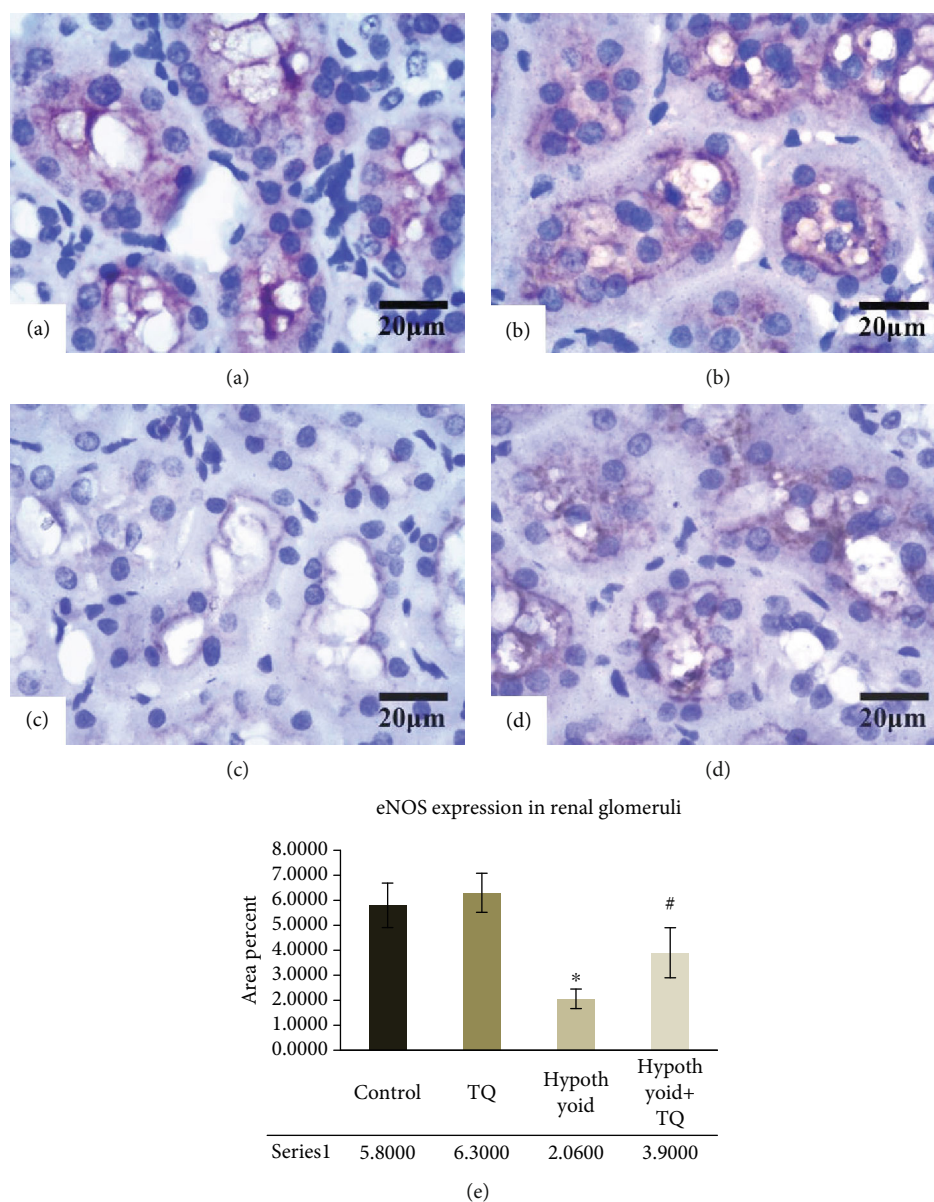 (a)
20µm
(b)
20µm
(a)
(b)
(c)
20µm
(d)
20µm
(c)
(d)
eNOS expression in renal glomeruli
8.0000
7.0000
6.0000
5.0000
4.0000
3.0000
2.0000
1.0000
0.0000
Area percent
*
#
Control
TQ
Hypoth
yoid
Hypoth
yoid+
TQ
Series1 5.8000 6.3000 2.0600 3.9000
(e)